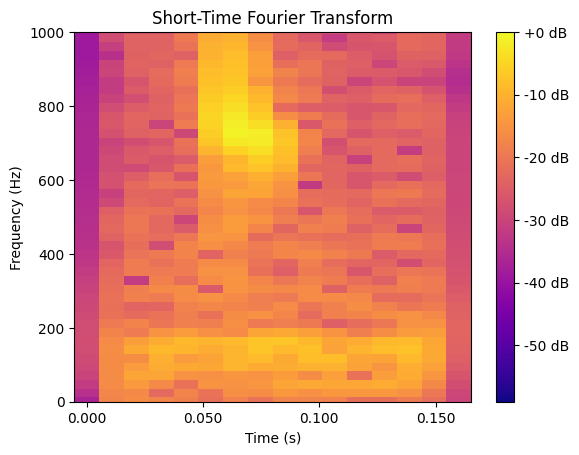 Short-Time Fourier Transform
1000
800
600
400
200
0
Frequency (Hz)
0.000
0.050
0.100
0.150
Time (s)
+0 dB
-10 dB
-20 dB
-30 dB
-40 dB
-50 dB